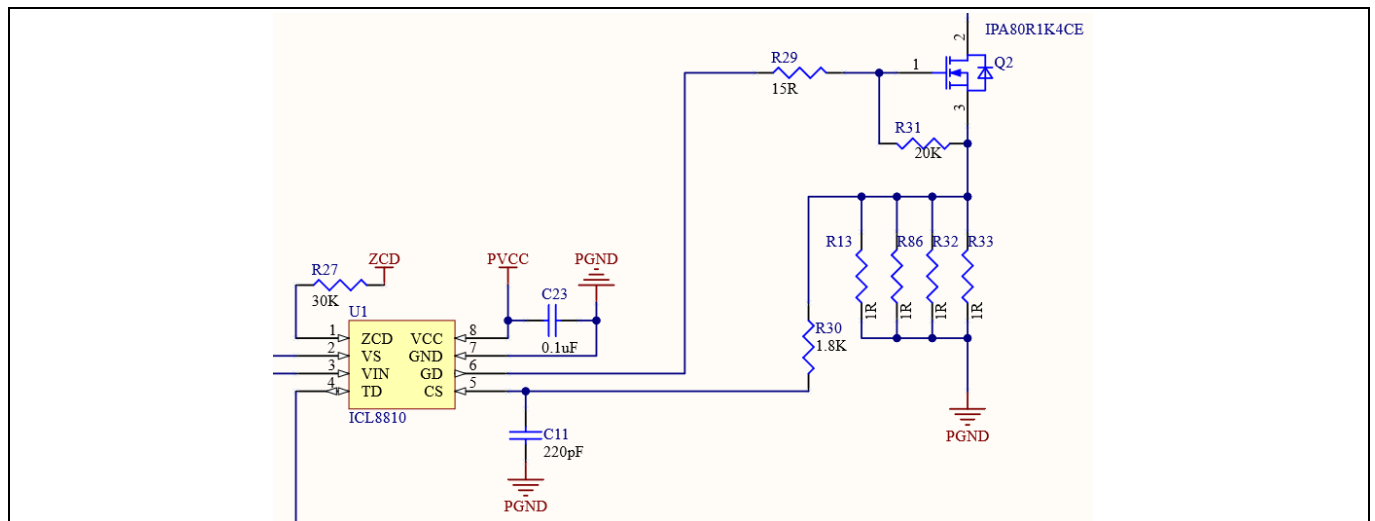 IPA80R1K4CE
2
R29
1
Q2
15R
3
R31
20K
R13
R86
R32
R33
ZCD
PVCC
PGND
R27
C23
30K
1R
1R
1R
1R
U1
R30
1
ZCD
VCC
8
0.1uF
1.8K
2
VS
GND
7
3
VIN
GD
6
4
TD
CS
5
ICL8810
C11
PGND
220pF
PGND